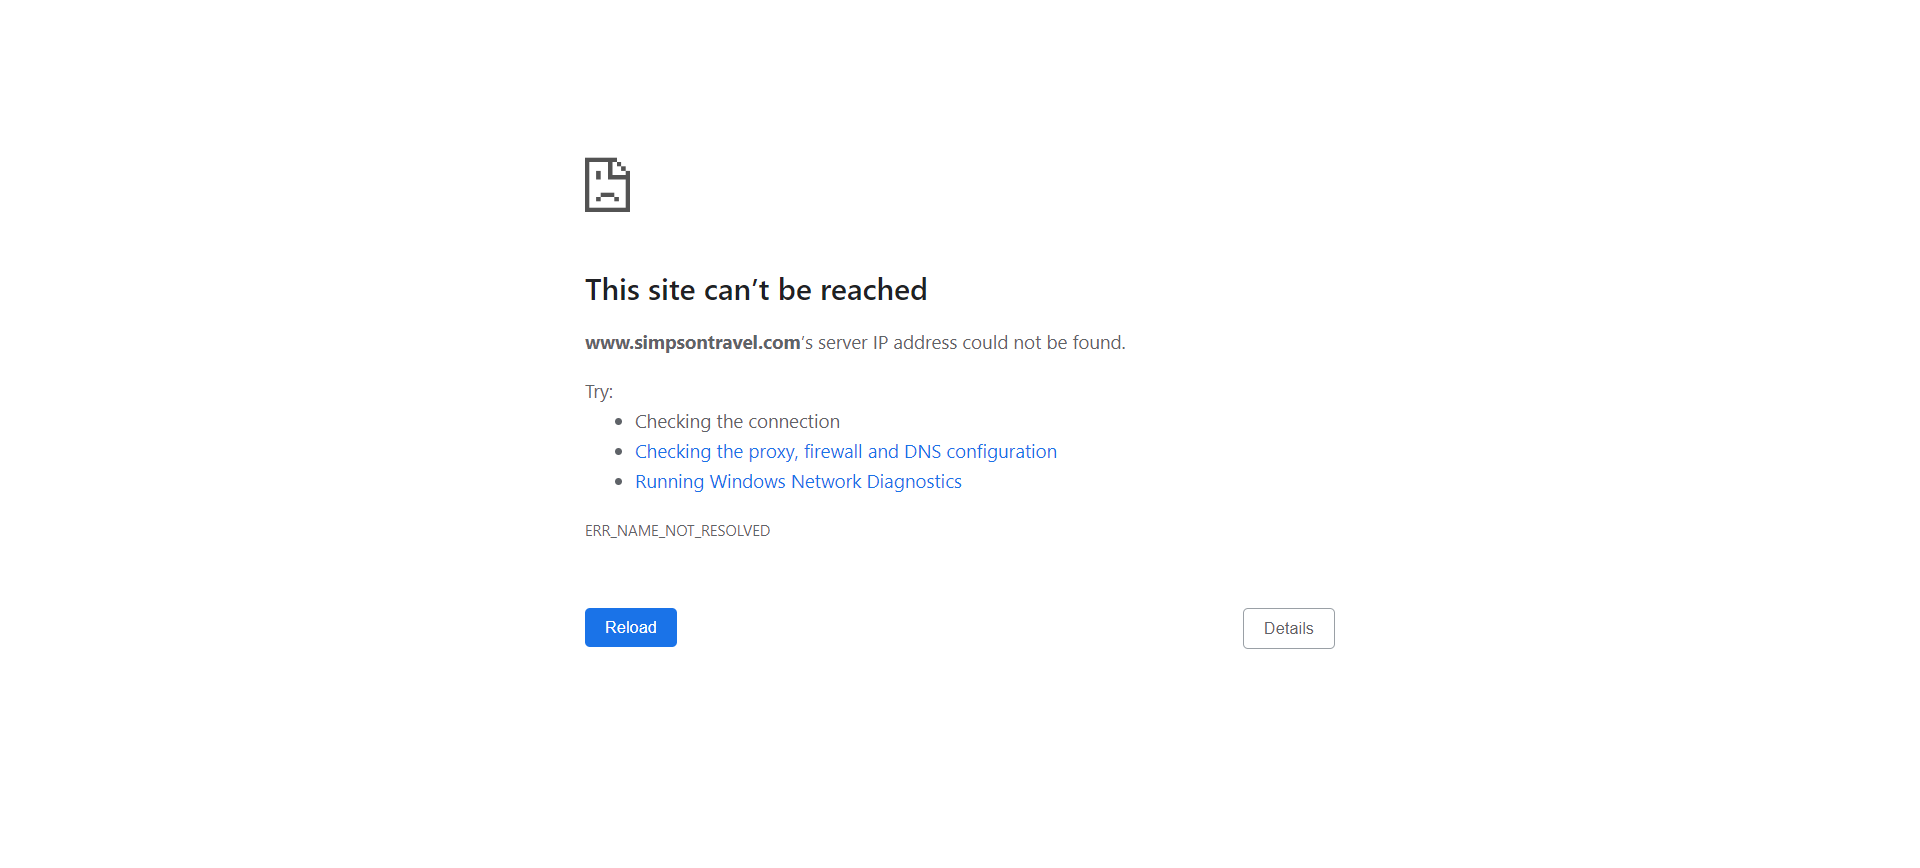 This site can’t be reached
www.simpsontravel.com’s server IP address could not be found.
Try:
Checking the connection
Checking the proxy, firewall and DNS configuration
Running Windows Network Diagnostics
ERR_NAME_NOT_RESOLVED
Reload
Details